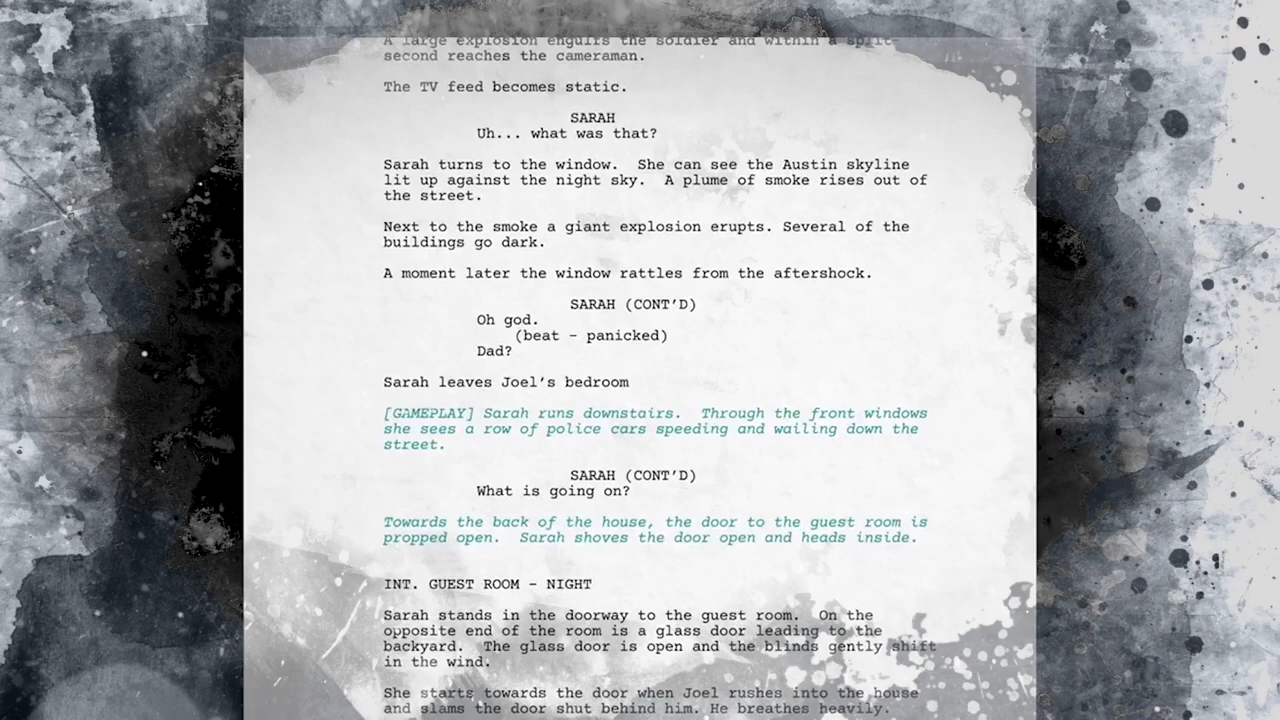 A large explosion engulfs the soldier and within a split
second reaches the cameraman.
The TV feed becomes static.
SARAH
Uh... what was that?
Sarah turns to the window.  She can see the Austin skyline
lit up against the night sky.  A plume of smoke rises out of
the street.
Next to the smoke a giant explosion erupts. Several of the
buildings go dark.
A moment later the window rattles from the aftershock.
SARAH (CONT'D)
Oh god.
(beat - panicked)
Dad?
Sarah leaves Joel's bedroom
[GAMEPLAY] Sarah runs downstairs.  Through the front windows
she sees a row of police cars speeding and wailing down the
street.
SARAH (CONT'D)
What is going on?
Towards the back of the house, the door to the guest room is
propped open.  Sarah shoves the door open and heads inside.
INT. GUEST ROOM - NIGHT
Sarah stands in the doorway to the guest room.  On the
opposite end of the room is a glass door leading to the
backyard.  The glass door is open and the blinds gently shift
in the wind.
She starts towards the door when Joel rushes into the house
and slams the door shut behind him. He breathes heavily.